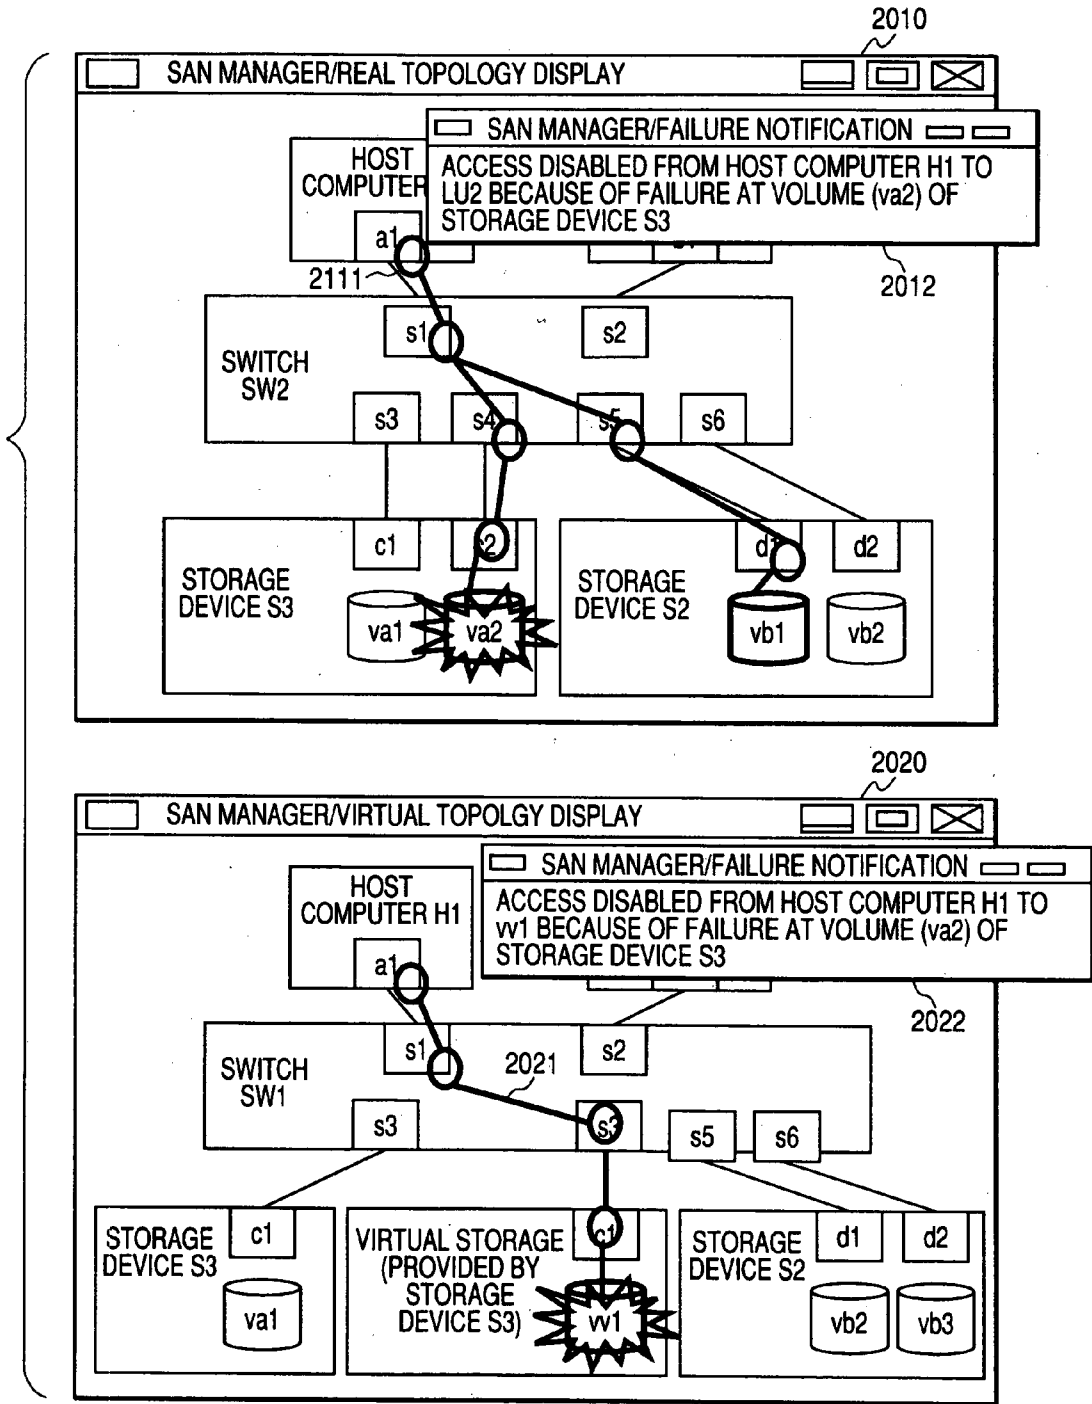 2010
SAN MANAGER/REAL TOPOLOGY DISPLAY
SAN MANAGER/FAILURE NOTIFICATION
ACCESS DISABLED FROM HOST COMPUTER H1 TO
LU2 BECAUSE OF FAILURE AT VOLUME (va2) OF
STORAGE DEVICE S3
HOST
COMPUTER
a1
2111
2012
s1
s2
SWITCH
SW2
s3
s4
s5
s6
c1
d1
d2
STORAGE
DEVICE S3
va1
va2
STORAGE
DEVICE S2
vb1
vb2
2020
SAN MANAGER/VIRTUAL TOPOLGY DISPLAY
SAN MANAGER/FAILURE NOTIFICATION
ACCESS DISABLED FROM HOST COMPUTER H1 TO
vv1 BECAUSE OF FAILURE AT VOLUME (va2) OF
STORAGE DEVICE S3
HOST
COMPUTER H1
a1
2022
s1
s2
SWITCH
SW1
2021
s3
s3
s5
s6
STORAGE
DEVICE S3
c1
va1
VIRTUAL STORAGE
(PROVIDED BY
STORAGE
DEVICE S3)
c1
vv1
STORAGE
DEVICE S2
d1
d2
vb2
vb3